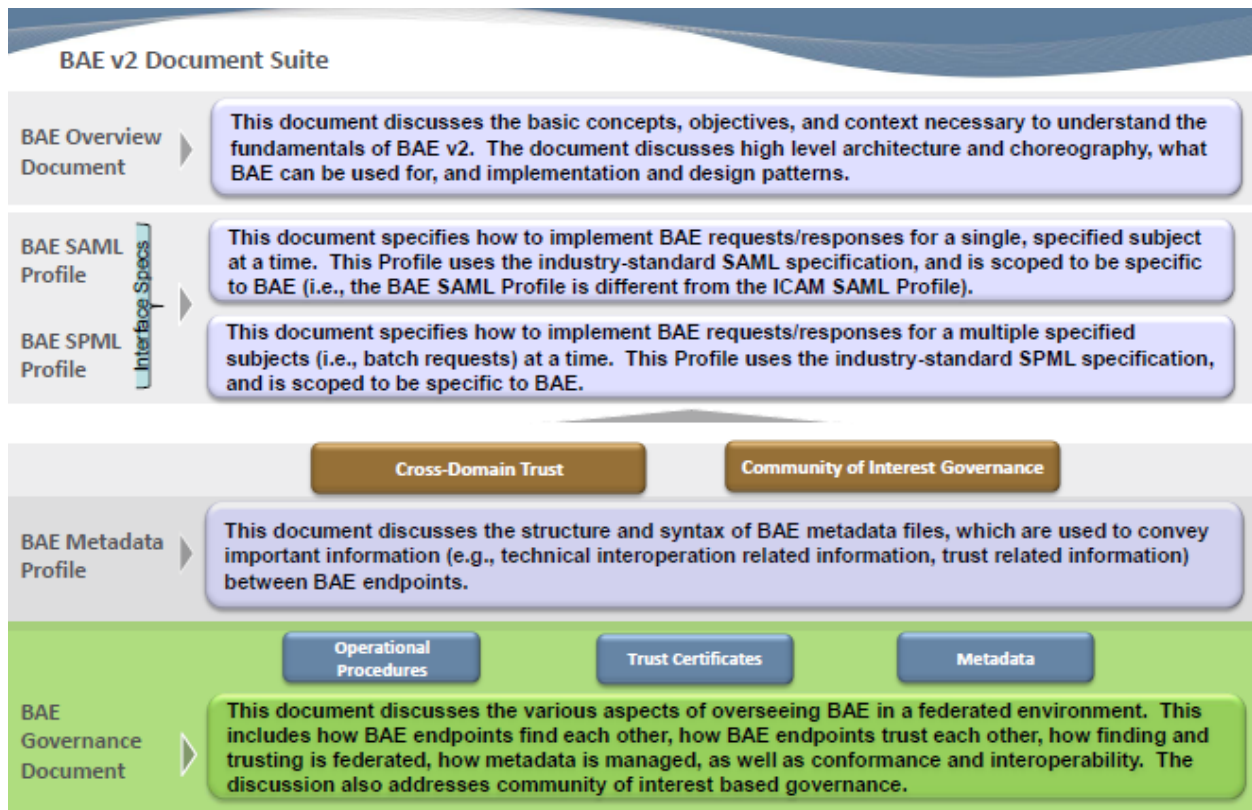 BAE v2 Document Suite
BAE Overview
Document
This document discusses the basic concepts, objectives, and context necessary to understand the
fundamentals of BAE v2. The document discusses high level architecture and choreography, what
BAE can be used for, and implementation and design patterns.
BAE SAML
Profile
This document specifies how to implement BAE requests/responses for a single, specified subject
at a time. This Profile uses the industry-standard SAML specification, and is scoped to be specific
to BAE (i.e., the BAE SAML Profile is different from the ICAM SAML Profile).
Interface Specs
BAE SPML
Profile
This document specifies how to implement BAE requests/responses for a multiple specified
subjects (i.e., batch requests) at a time. This Profile uses the industry-standard SPML specification,
and is scoped to be specific to BAE.
Cross-Domain Trust
Community of Interest Governance
BAE Metadata
Profile
This document discusses the structure and syntax of BAE metadata files, which are used to convey
important information (e.g., technical interoperation related information, trust related information)
between BAE endpoints.
Operational
Procedures
Trust Certificates
Metadata
BAE
Governance
Document
This document discusses the various aspects of overseeing BAE in a federated environment. This
includes how BAE endpoints find each other, how BAE endpoints trust each other, how finding and
trusting is federated, how metadata is managed, as well as conformance and interoperability. The
discussion also addresses community of interest based governance.